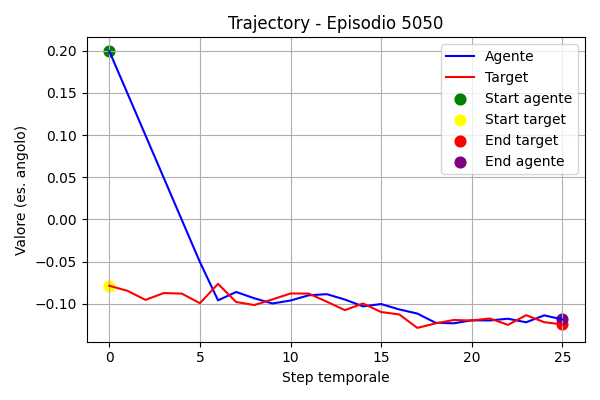 Trajectory - Episodio 5050
Valore (es. angolo)
0.20
0.15
0.10
0.05
0.00
−0.05
−0.10
0
5
10
15
20
25
Step temporale
Agente
Target
Start agente
Start target
End target
End agente